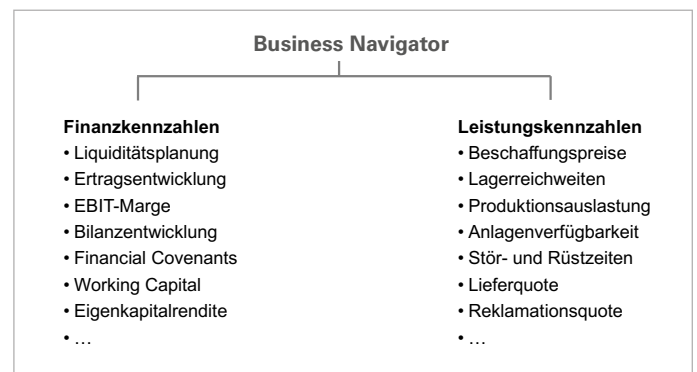 Business Navigator
Finanzkennzahlen
• Liquiditätsplanung
• Ertragsentwicklung
• EBIT-Marge
• Bilanzentwicklung
• Financial Covenants
• Working Capital
• Eigenkapitalrendite
• …
Leistungskennzahlen
• Beschaffungspreise
• Lagerreichweiten
• Produktionsauslastung
• Anlagenverfügbarkeit
• Stör- und Rüstzeiten
• Lieferquote
• Reklamationsquote
• …